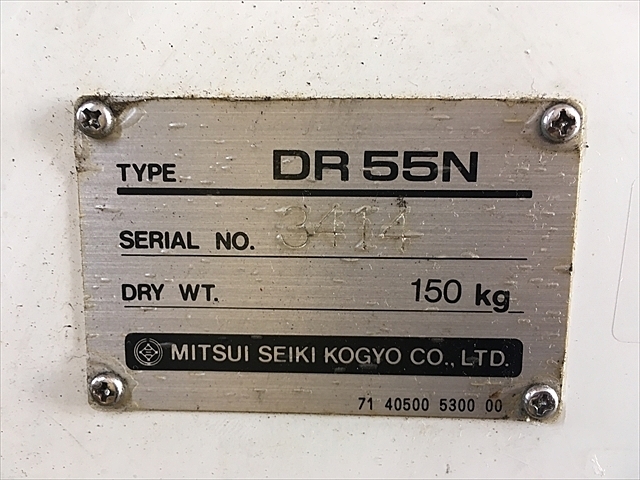 TYPE DR 55N
SERIAL NO. 3414
DRY WT. 150 kg
MITSUI SEIKI KOGYO CO., LTD.
71 40500 5300 00